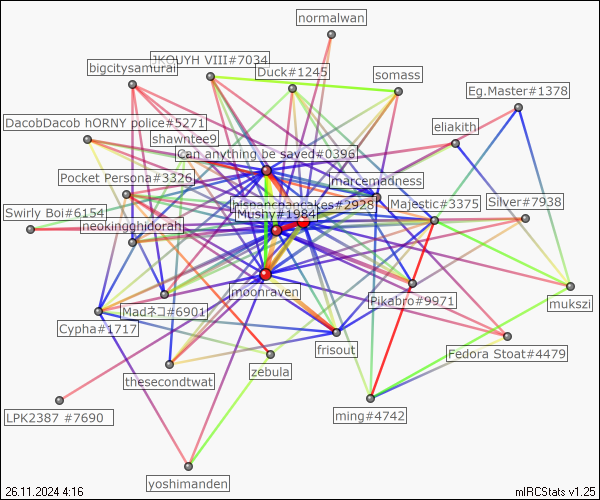 normalwan
JKOUYH VIII#7034
bigcitysamurai
Duck#1245
somass
Eg.Master#1378
DacobDacob hORNY police#5271
eliakith
shawntee9
Can anything be saved#0396
Pocket Persona#3326
marcemadness
Majestic#3375
Silver#7938
Swirly Boi#6154
Mushy#1984
neokingghidorah
moonraven
Pikabro#9971
mukszi
Madネコ#6901
Cypha#1717
frisout
Fedora Stoat#4479
zebula
thesecondtwat
LPK2387 #7690
ming#4742
yoshimanden
26.11.2024 4:16
mIRCStats v1.25